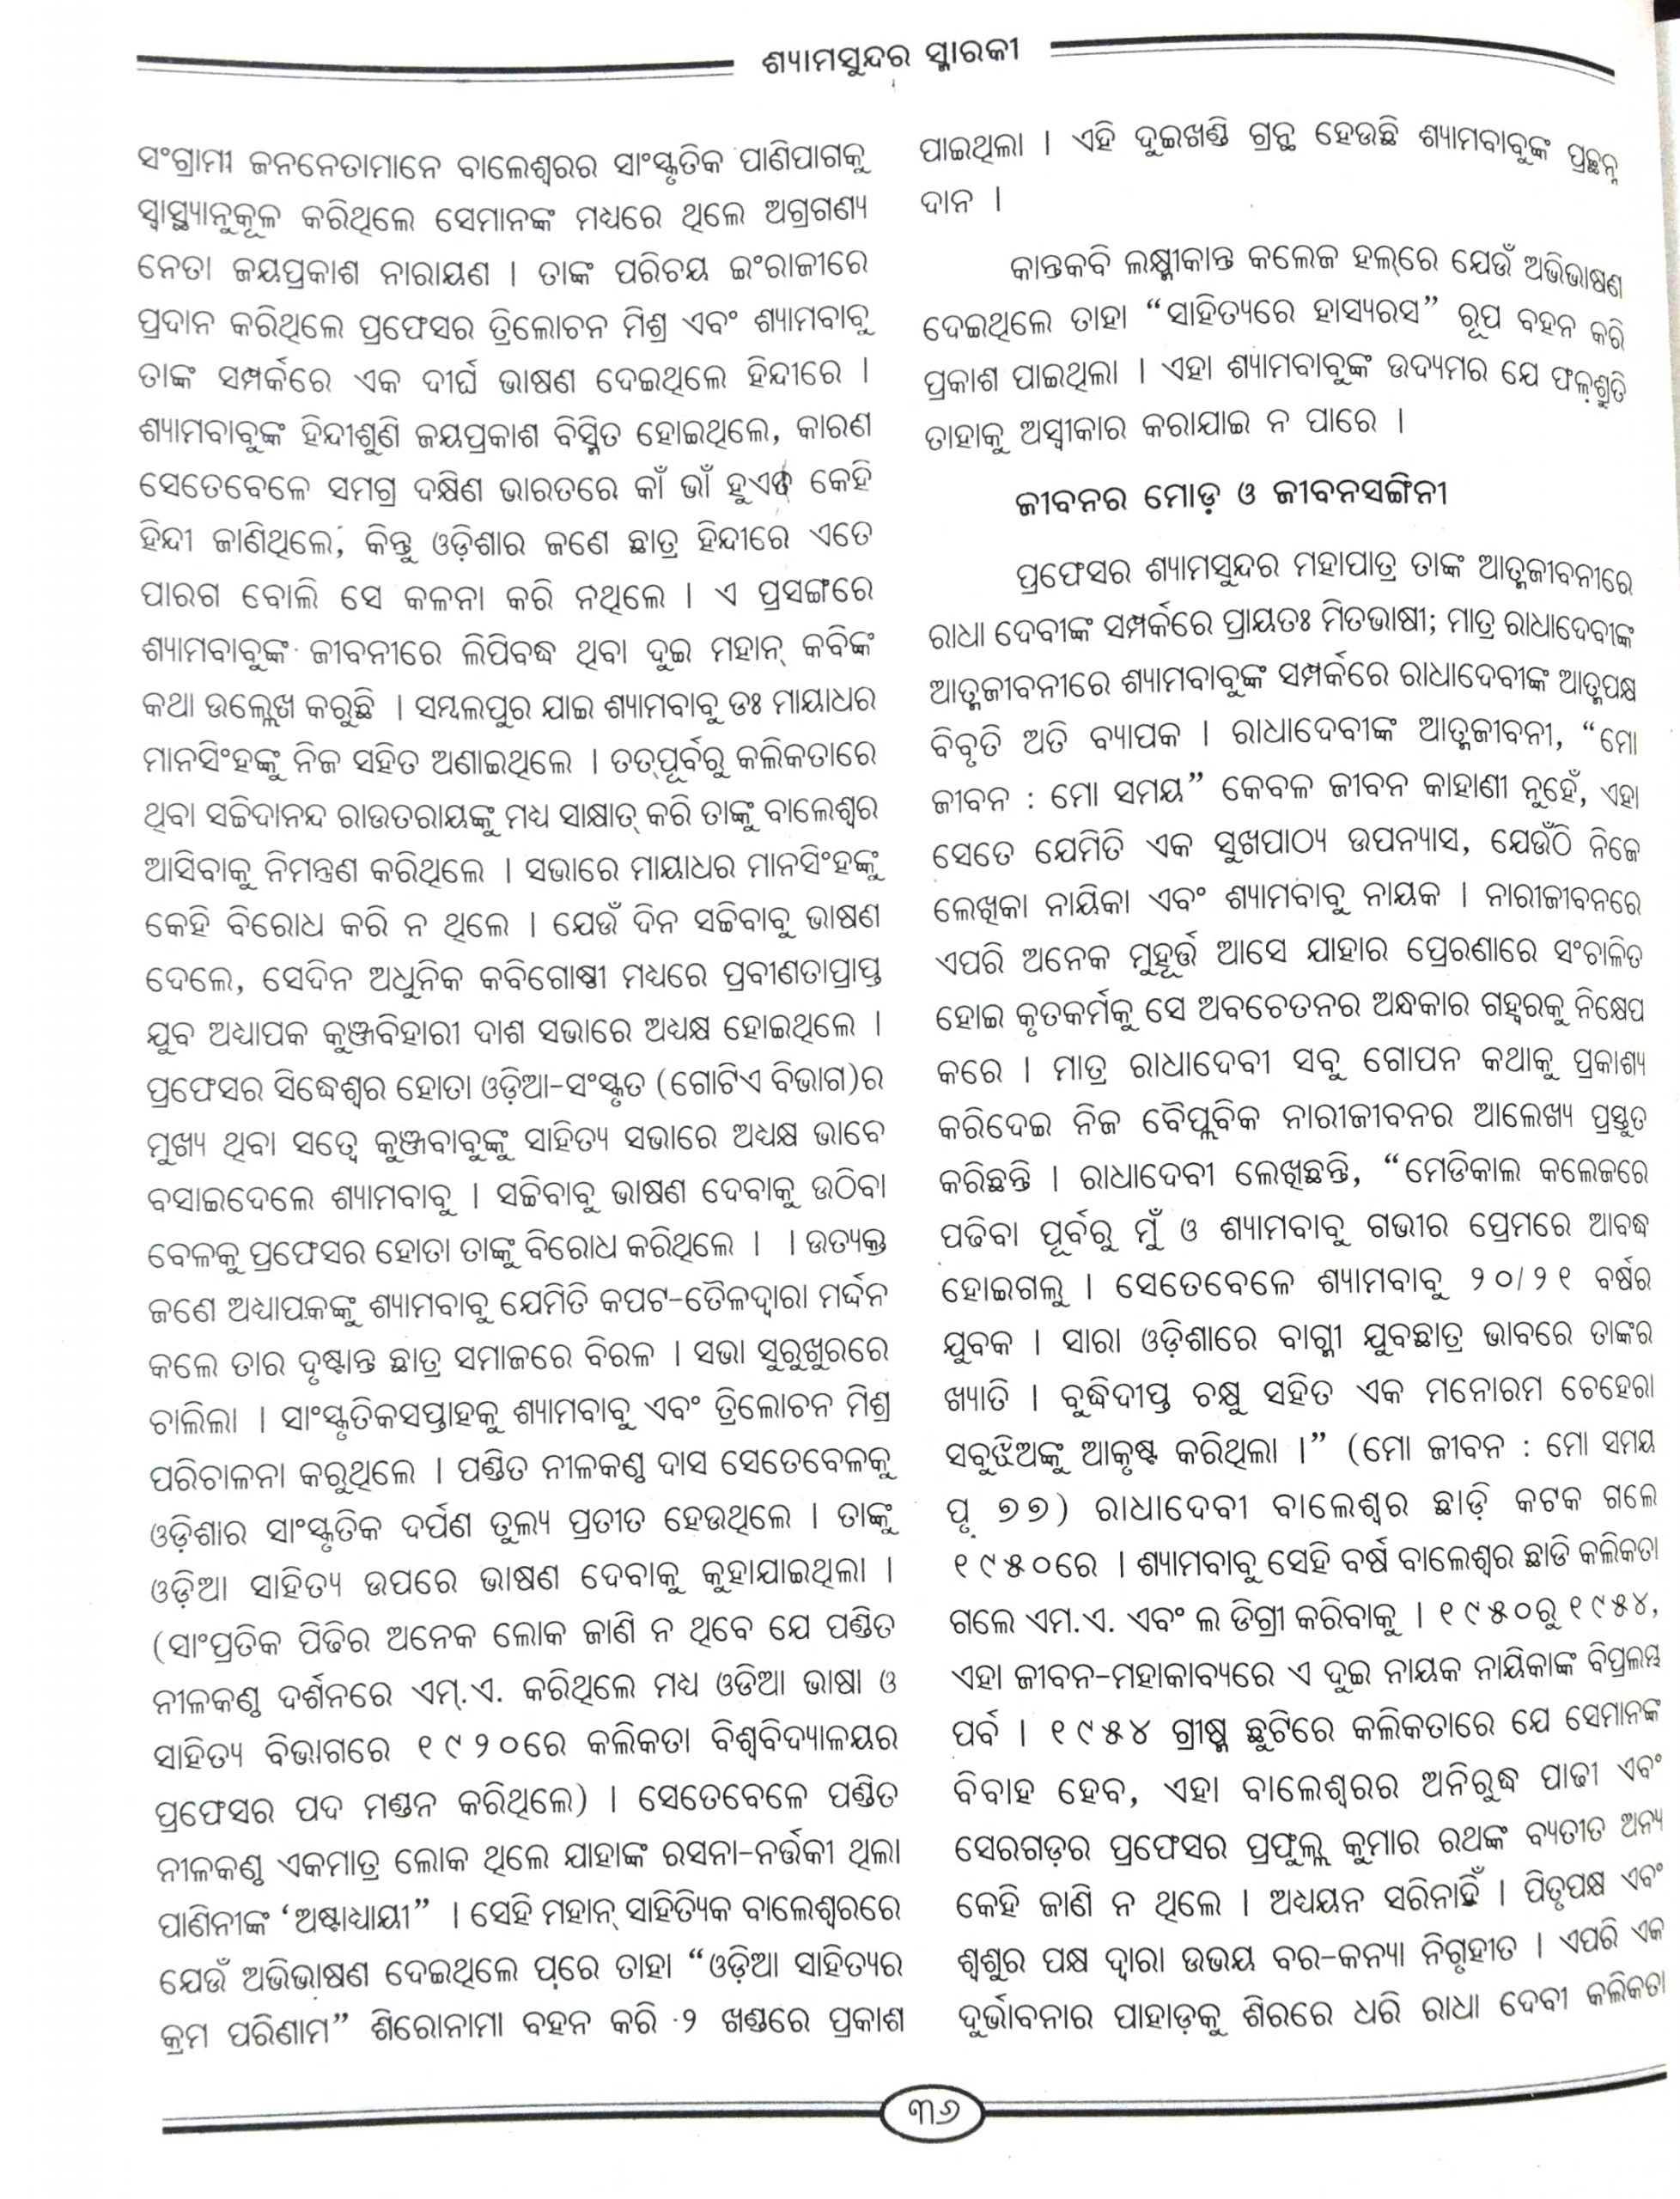 ଶ୍ୟାମସୁନ୍ଦର ସ୍ମାରକୀ
ସଂଗ୍ରାମୀ ଜନନେତାମାନେ ବାଲେଶ୍ୱରର ସାଂସ୍କୃତିକ ପାଣିପାଗକୁ
ସ୍ୱାସ୍ଥ୍ୟାନୁକୂଳ କରିଥିଲେ ସେମାନଙ୍କ ମଧ୍ୟରେ ଥିଲେ ଅଗ୍ରଗଣ୍ୟ
ନେତା ଜୟପ୍ରକାଶ ନାରାୟଣ । ତାଙ୍କ ପରିଚୟ ଇଂରାଜୀରେ
ପ୍ରଦାନ କରିଥିଲେ ପ୍ରଫେସର ତ୍ରିଲୋଚନ ମିଶ୍ର ଏବଂ ଶ୍ୟାମବାବୁ
ତାଙ୍କ ସମ୍ପର୍କରେ ଏକ ଦୀର୍ଘ ଭାଷଣ ଦେଇଥିଲେ ହିନ୍ଦୀରେ ।
ଶ୍ୟାମବାବୁଙ୍କ ହିନ୍ଦୀଶୁଣି ଜୟପ୍ରକାଶ ବିସ୍ମିତ ହୋଇଥିଲେ, କାରଣ
ସେତେବେଳେ ସମଗ୍ର ଦକ୍ଷିଣ ଭାରତରେ କାଁ ଭାଁ ହୁଏତ କେହି
ହିନ୍ଦୀ ଜାଣିଥିଲେ, କିନ୍ତୁ ଓଡ଼ିଶାର ଜଣେ ଛାତ୍ର ହିନ୍ଦୀରେ ଏତେ
ପାରଗ ବୋଲି ସେ କଳନା କରି ନଥିଲେ । ଏ ପ୍ରସଙ୍ଗରେ
ଶ୍ୟାମବାବୁଙ୍କ ଜୀବନୀରେ ଲିପିବଦ୍ଧ ଥିବା ଦୁଇ ମହାନ୍ କବିଙ୍କ
କଥା ଉଲ୍ଲେଖ କରୁଛି । ସମ୍ବଲପୁର ଯାଇ ଶ୍ୟାମବାବୁ ଡଃ ମାୟାଧର
ମାନସିଂହଙ୍କୁ ନିଜ ସହିତ ଅଣାଇଥିଲେ । ତତ୍‌ପୂର୍ବରୁ କଲିକତାରେ
ଥିବା ସଚ୍ଚିଦାନନ୍ଦ ରାଉତରାୟଙ୍କୁ ମଧ୍ୟ ସାକ୍ଷାତ୍ କରି ତାଙ୍କୁ ବାଲେଶ୍ୱର
ଆସିବାକୁ ନିମନ୍ତ୍ରଣ କରିଥିଲେ । ସଭାରେ ମାୟାଧର ମାନସିଂହଙ୍କୁ
କେହି ବିରୋଧ କରି ନ ଥିଲେ । ଯେଉଁ ଦିନ ସଚ୍ଚିବାବୁ ଭାଷଣ
ଦେଲେ, ସେଦିନ ଅଧୁନିକ କବିଗୋଷ୍ଠୀ ମଧ୍ୟରେ ପ୍ରବୀଣତାପ୍ରାପ୍ତ
ଯୁବ ଅଧ୍ୟାପକ କୁଞ୍ଜବିହାରୀ ଦାଶ ସଭାରେ ଅଧ୍ୟକ୍ଷ ହୋଇଥିଲେ ।
ପ୍ରଫେସର ସିଦ୍ଧେଶ୍ୱର ହୋତା ଓଡ଼ିଆ-ସଂସ୍କୃତ (ଗୋଟିଏ ବିଭାଗ)ର
ମୁଖ୍ୟ ଥିବା ସତ୍ତ୍ୱେ କୁଞ୍ଜବାବୁଙ୍କୁ ସାହିତ୍ୟ ସଭାରେ ଅଧ୍ୟକ୍ଷ ଭାବେ
ବସାଇଦେଲେ ଶ୍ୟାମବାବୁ । ସଚ୍ଚିବାବୁ ଭାଷଣ ଦେବାକୁ ଉଠିବା
ବେଳକୁ ପ୍ରଫେସର ହୋତା ତାଙ୍କୁ ବିରୋଧ କରିଥିଲେ । । ଉତ୍ୟକ୍ତ
ଜଣେ ଅଧ୍ୟାପକଙ୍କୁ ଶ୍ୟାମବାବୁ ଯେମିତି କପଟ-ତୈଳଦ୍ୱାରା ମର୍ଦ୍ଦନ
କଲେ ତାର ଦୃଷ୍ଟାନ୍ତ ଛାତ୍ର ସମାଜରେ ବିରଳ । ସଭା ସୁରୁଖୁରରେ
ଚାଲିଲା । ସାଂସ୍କୃତିକସପ୍ତାହକୁ ଶ୍ୟାମବାବୁ ଏବଂ ତ୍ରିଲୋଚନ ମିଶ୍ର
ପରିଚାଳନା କରୁଥିଲେ । ପଣ୍ଡିତ ନୀଳକଣ୍ଠ ଦାସ ସେତେବେଳକୁ
ଓଡ଼ିଶାର ସାଂସ୍କୃତିକ ଦର୍ପଣ ତୁଲ୍ୟ ପ୍ରତୀତ ହେଉଥିଲେ । ତାଙ୍କୁ
ଓଡ଼ିଆ ସାହିତ୍ୟ ଉପରେ ଭାଷଣ ଦେବାକୁ କୁହାଯାଇଥିଲା ।
(ସାଂପ୍ରତିକ ପିଢିର ଅନେକ ଲୋକ ଜାଣି ନ ଥିବେ ଯେ ପଣ୍ଡିତ
ନୀଳକଣ୍ଠ ଦର୍ଶନରେ ଏମ୍.ଏ. କରିଥିଲେ ମଧ୍ୟ ଓଡିଆ ଭାଷା ଓ
ସାହିତ୍ୟ ବିଭାଗରେ ୧୯୨୦ରେ କଲିକତା ବିଶ୍ୱବିଦ୍ୟାଳୟର
ପ୍ରଫେସର ପଦ ମଣ୍ଡନ କରିଥିଲେ) । ସେତେବେଳେ ପଣ୍ଡିତ
ନୀଳକଣ୍ଠ ଏକମାତ୍ର ଲୋକ ଥିଲେ ଯାହାଙ୍କ ରସନା-ନର୍ତ୍ତକୀ ଥିଲା
ପାଣିନୀଙ୍କ ‘ଅଷ୍ଟାଧ୍ୟାୟୀ” । ସେହି ମହାନ୍ ସାହିତ୍ୟିକ ବାଲେଶ୍ୱରରେ
ଯେଉଁ ଅଭିଭାଷଣ ଦେଇଥିଲେ ପରେ ତାହା “ଓଡ଼ିଆ ସାହିତ୍ୟର
କ୍ରମ ପରିଣାମ” ଶିରୋନାମା ବହନ କରି ୨ ଖଣ୍ଡରେ ପ୍ରକାଶ
ପାଇଥିଲା । ଏହି ଦୁଇଖଣ୍ଡି ଗ୍ରନ୍ଥ ହେଉଛି ଶ୍ୟାମବାବୁଙ୍କ ପ୍ରଚ୍ଛନ୍ନ
ଦାନ ।
କାନ୍ତକବି ଲକ୍ଷ୍ମୀକାନ୍ତ କଲେଜ ହଲ୍‌ରେ ଯେଉଁ ଅଭିଭାଷଣ
ଦେଇଥିଲେ ତାହା “ସାହିତ୍ୟରେ ହାସ୍ୟରସ” ରୂପ ବହନ କରି
ପ୍ରକାଶ ପାଇଥିଲା । ଏହା ଶ୍ୟାମବାବୁଙ୍କ ଉଦ୍ୟମର ଯେ ଫଳଶ୍ରୁତି
ତାହାକୁ ଅସ୍ୱୀକାର କରାଯାଇ ନ ପାରେ ।
ଜୀବନର ମୋଡ଼ ଓ ଜୀବନସଙ୍ଗିନୀ
ପ୍ରଫେସର ଶ୍ୟାମସୁନ୍ଦର ମହାପାତ୍ର ତାଙ୍କ ଆତ୍ମଜୀବନୀରେ
ରାଧା ଦେବୀଙ୍କ ସମ୍ପର୍କରେ ପ୍ରାୟତଃ ମିତଭାଷୀ; ମାତ୍ର ରାଧାଦେବୀଙ୍କ
ଆତ୍ମଜୀବନୀରେ ଶ୍ୟାମବାବୁଙ୍କ ସମ୍ପର୍କରେ ରାଧାଦେବୀଙ୍କ ଆତ୍ମପକ୍ଷ
ବିବୃତି ଅତି ବ୍ୟାପକ । ରାଧାଦେବୀଙ୍କ ଆତ୍ମଜୀବନୀ, “ମୋ
ଜୀବନ : ମୋ ସମୟ” କେବଳ ଜୀବନ କାହାଣୀ ନୁହେଁ, ଏହା
ସେତେ ଯେମିତି ଏକ ସୁଖପାଠ୍ୟ ଉପନ୍ୟାସ, ଯେଉଁଠି ନିଜେ
ଲେଖିକା ନାୟିକା ଏବଂ ଶ୍ୟାମବାବୁ ନାୟକ । ନାରୀଜୀବନରେ
ଏପରି ଅନେକ ମୁହୂର୍ତ୍ତ ଆସେ ଯାହାର ପ୍ରେରଣାରେ ସଂଚାଳିତ
ହୋଇ କୃତକର୍ମକୁ ସେ ଅବଚେତନର ଅନ୍ଧକାର ଗହ୍ୱରକୁ ନିକ୍ଷେପ
କରେ । ମାତ୍ର ରାଧାଦେବୀ ସବୁ ଗୋପନ କଥାକୁ ପ୍ରକାଶ୍ୟ
କରିଦେଇ ନିଜ ବୈପ୍ଲବିକ ନାରୀଜୀବନର ଆଲେଖ୍ୟ ପ୍ରସ୍ତୁତ
କରିଛନ୍ତି । ରାଧାଦେବୀ ଲେଖିଛନ୍ତି, “ମେଡିକାଲ କଲେଜରେ
ପଢିବା ପୂର୍ବରୁ ମୁଁ ଓ ଶ୍ୟାମବାବୁ ଗଭୀର ପ୍ରେମରେ ଆବଦ୍ଧ
ହୋଇଗଲୁ । ସେତେବେଳେ ଶ୍ୟାମବାବୁ ୨୦/୨୧ ବର୍ଷର
ଯୁବକ । ସାରା ଓଡ଼ିଶାରେ ବାଗ୍ମୀ ଯୁବଛାତ୍ର ଭାବରେ ତାଙ୍କର
ଖ୍ୟାତି । ବୁଦ୍ଧିଦୀପ୍ତ ଚକ୍ଷୁ ସହିତ ଏକ ମନୋରମ ଚେହେରା
ସବୁଝିଅଙ୍କୁ ଆକୃଷ୍ଟ କରିଥିଲା ।” (ମୋ ଜୀବନ : ମୋ ସମୟ
ପୃ ୭୭) ରାଧାଦେବୀ ବାଲେଶ୍ୱର ଛାଡ଼ି କଟକ ଗଲେ
୧୯୫୦ରେ । ଶ୍ୟାମବାବୁ ସେହି ବର୍ଷ ବାଲେଶ୍ୱର ଛାଡି କଲିକତା
ଗଲେ ଏମ.ଏ. ଏବଂ ଲ ଡିଗ୍ରୀ କରିବାକୁ । ୧୯୫୦ରୁ ୧୯୫୪,
ଏହା ଜୀବନ-ମହାକାବ୍ୟରେ ଏ ଦୁଇ ନାୟକ ନାୟିକାଙ୍କ ବିପ୍ରଲମ୍ଭ
ପର୍ବ । ୧୯୫୪ ଗ୍ରୀଷ୍ମ ଛୁଟିରେ କଲିକତାରେ ଯେ ସେମାନଙ୍କ
ବିବାହ ହେବ, ଏହା ବାଲେଶ୍ୱରର ଅନିରୁଦ୍ଧ ପାଢୀ ଏବଂ
ସେରଗଡ଼ର ପ୍ରଫେସର ପ୍ରଫୁଲ୍ଲ କୁମାର ରଥଙ୍କ ବ୍ୟତୀତ ଅନ୍ୟ
କେହି ଜାଣି ନ ଥିଲେ । ଅଧ୍ୟୟନ ସରିନାହିଁ । ପିତୃପକ୍ଷ ଏବଂ
ଶ୍ୱଶୁର ପକ୍ଷ ଦ୍ୱାରା ଉଭୟ ବର-କନ୍ୟା ନିଗୃହୀତ । ଏପରି ଏକ
ଦୁର୍ଭାବନାର ପାହାଡ଼କୁ ଶିରରେ ଧରି ରାଧା ଦେବୀ କଲିକତା
୩୬